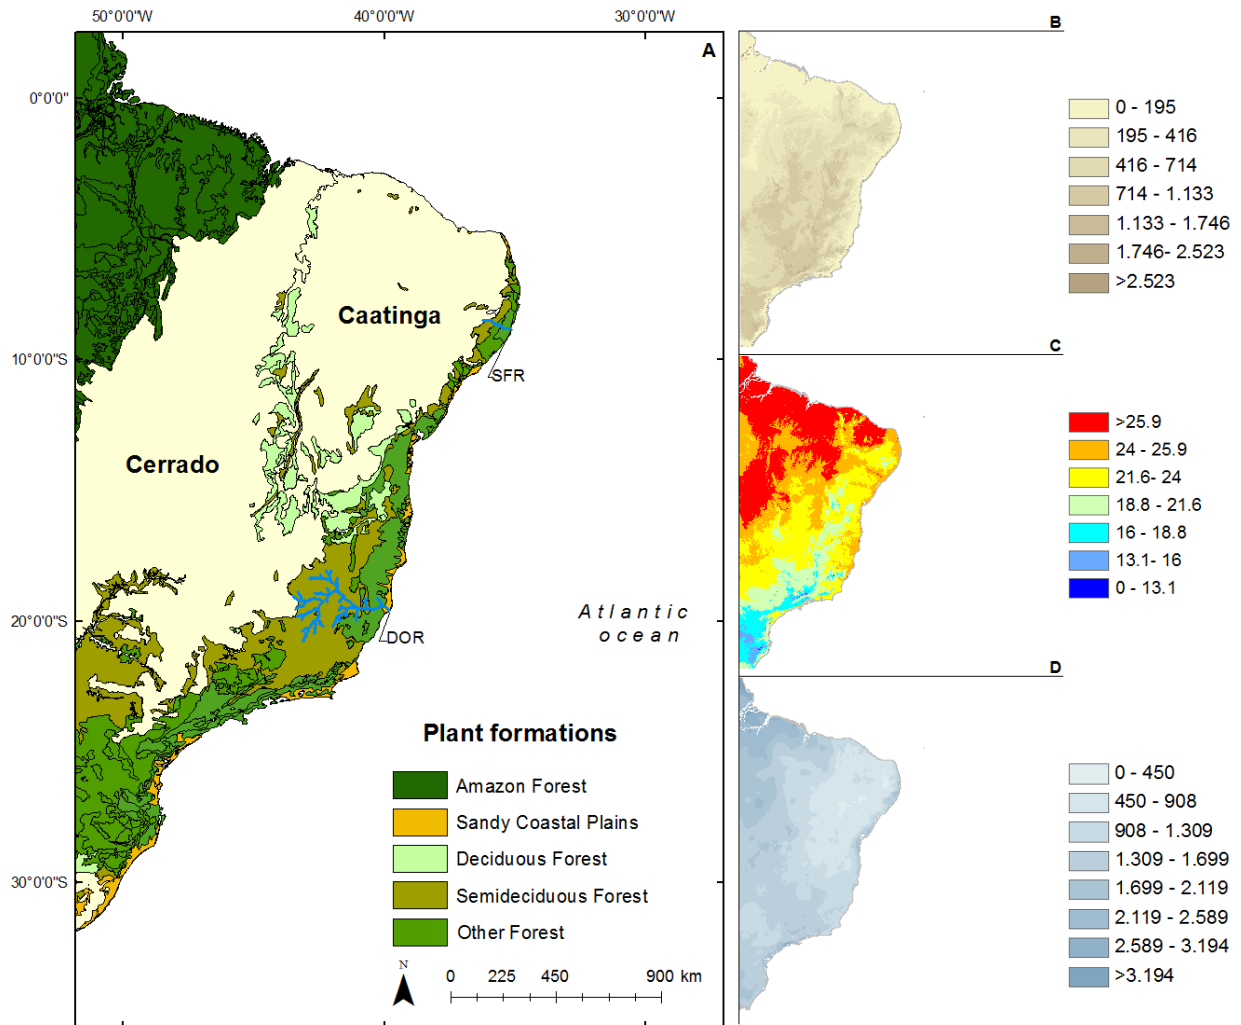 50°0'0"W
40°0'0"W
30°0'0"W
A
0°0'0"
10°0'0"S
20°0'0"S
30°0'0"S
Caatinga
Cerrado
SFR
DOR
Atlantic
ocean
Plant formations
Amazon Forest
Sandy Coastal Plains
Deciduous Forest
Semideciduous Forest
Other Forest
N
0 225 450 900 km
B
0 - 195
195 - 416
416 - 714
714 - 1.133
1.133 - 1.746
1.746- 2.523
>2.523
C
>25.9
24 - 25.9
21.6- 24
18.8 - 21.6
16 - 18.8
13.1- 16
0 - 13.1
D
0 - 450
450 - 908
908 - 1.309
1.309 - 1.699
1.699 - 2.119
2.119 - 2.589
2.589 - 3.194
>3.194